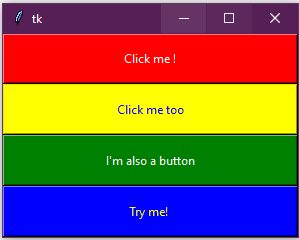 tk
Click me !
Click me too
I'm also a button
Try me!